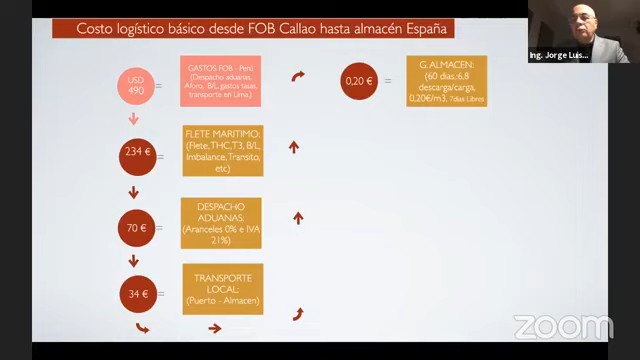 Costo logístico básico desde FOB Callao hasta almacén España
Ing. Jorge Luis...
USD
490
=
GASTOS FOB - Perú
(Despacho aduanas,
Aforo, B/L, gastos tasas,
transporte en Lima.)
0,20 €
=
G. ALMACEN:
(60 dias.:6,8
descarga/carga,
0,20€/m3, 7dias Libres
234 €
=
FLETE MARITIMO:
(Flete, THC,T3, B/L,
Imbalance, Transito,
etc)
70 €
=
DESPACHO
ADUANAS:
(Aranceles 0% e IVA
21%)
34 €
=
TRANSPORTE
LOCAL:
(Puerto - Almacen)
zoom